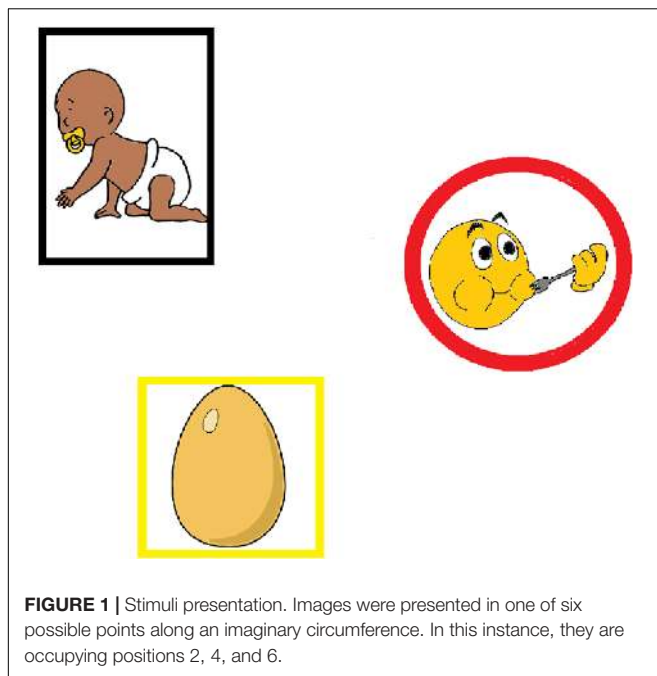 FIGURE 1 | Stimuli presentation. Images were presented in one of six
possible points along an imaginary circumference. In this instance, they are
occupying positions 2, 4, and 6.